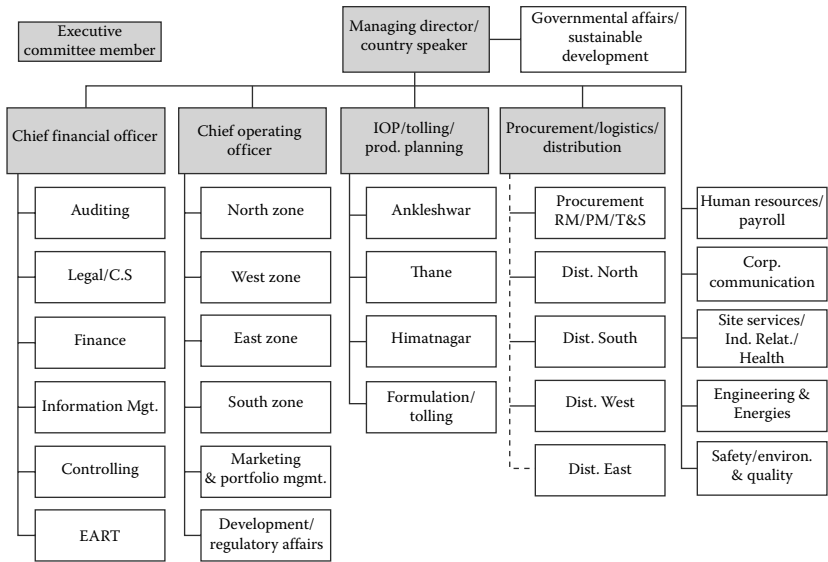 Executive
committee member
Managing director/
country speaker
Governmental affairs/
sustainable
development
Chief financial officer
Chief operating
officer
IOP/tolling/
prod. planning
Procurement/logistics/
distribution
Auditing
Legal/C.S
Finance
Information Mgt.
Controlling
EART
North zone
West zone
East zone
South zone
Marketing
& portfolio mgmt.
Development/
regulatory affairs
Ankleshwar
Thane
Himatnagar
Formulation/
tolling
Procurement
RM/PM/T&S
Dist. North
Dist. South
Dist. West
Dist. East
Human resources/
payroll
Corp.
communication
Site services/
Ind. Relat./
Health
Engineering &
Energies
Safety/environ.
& quality